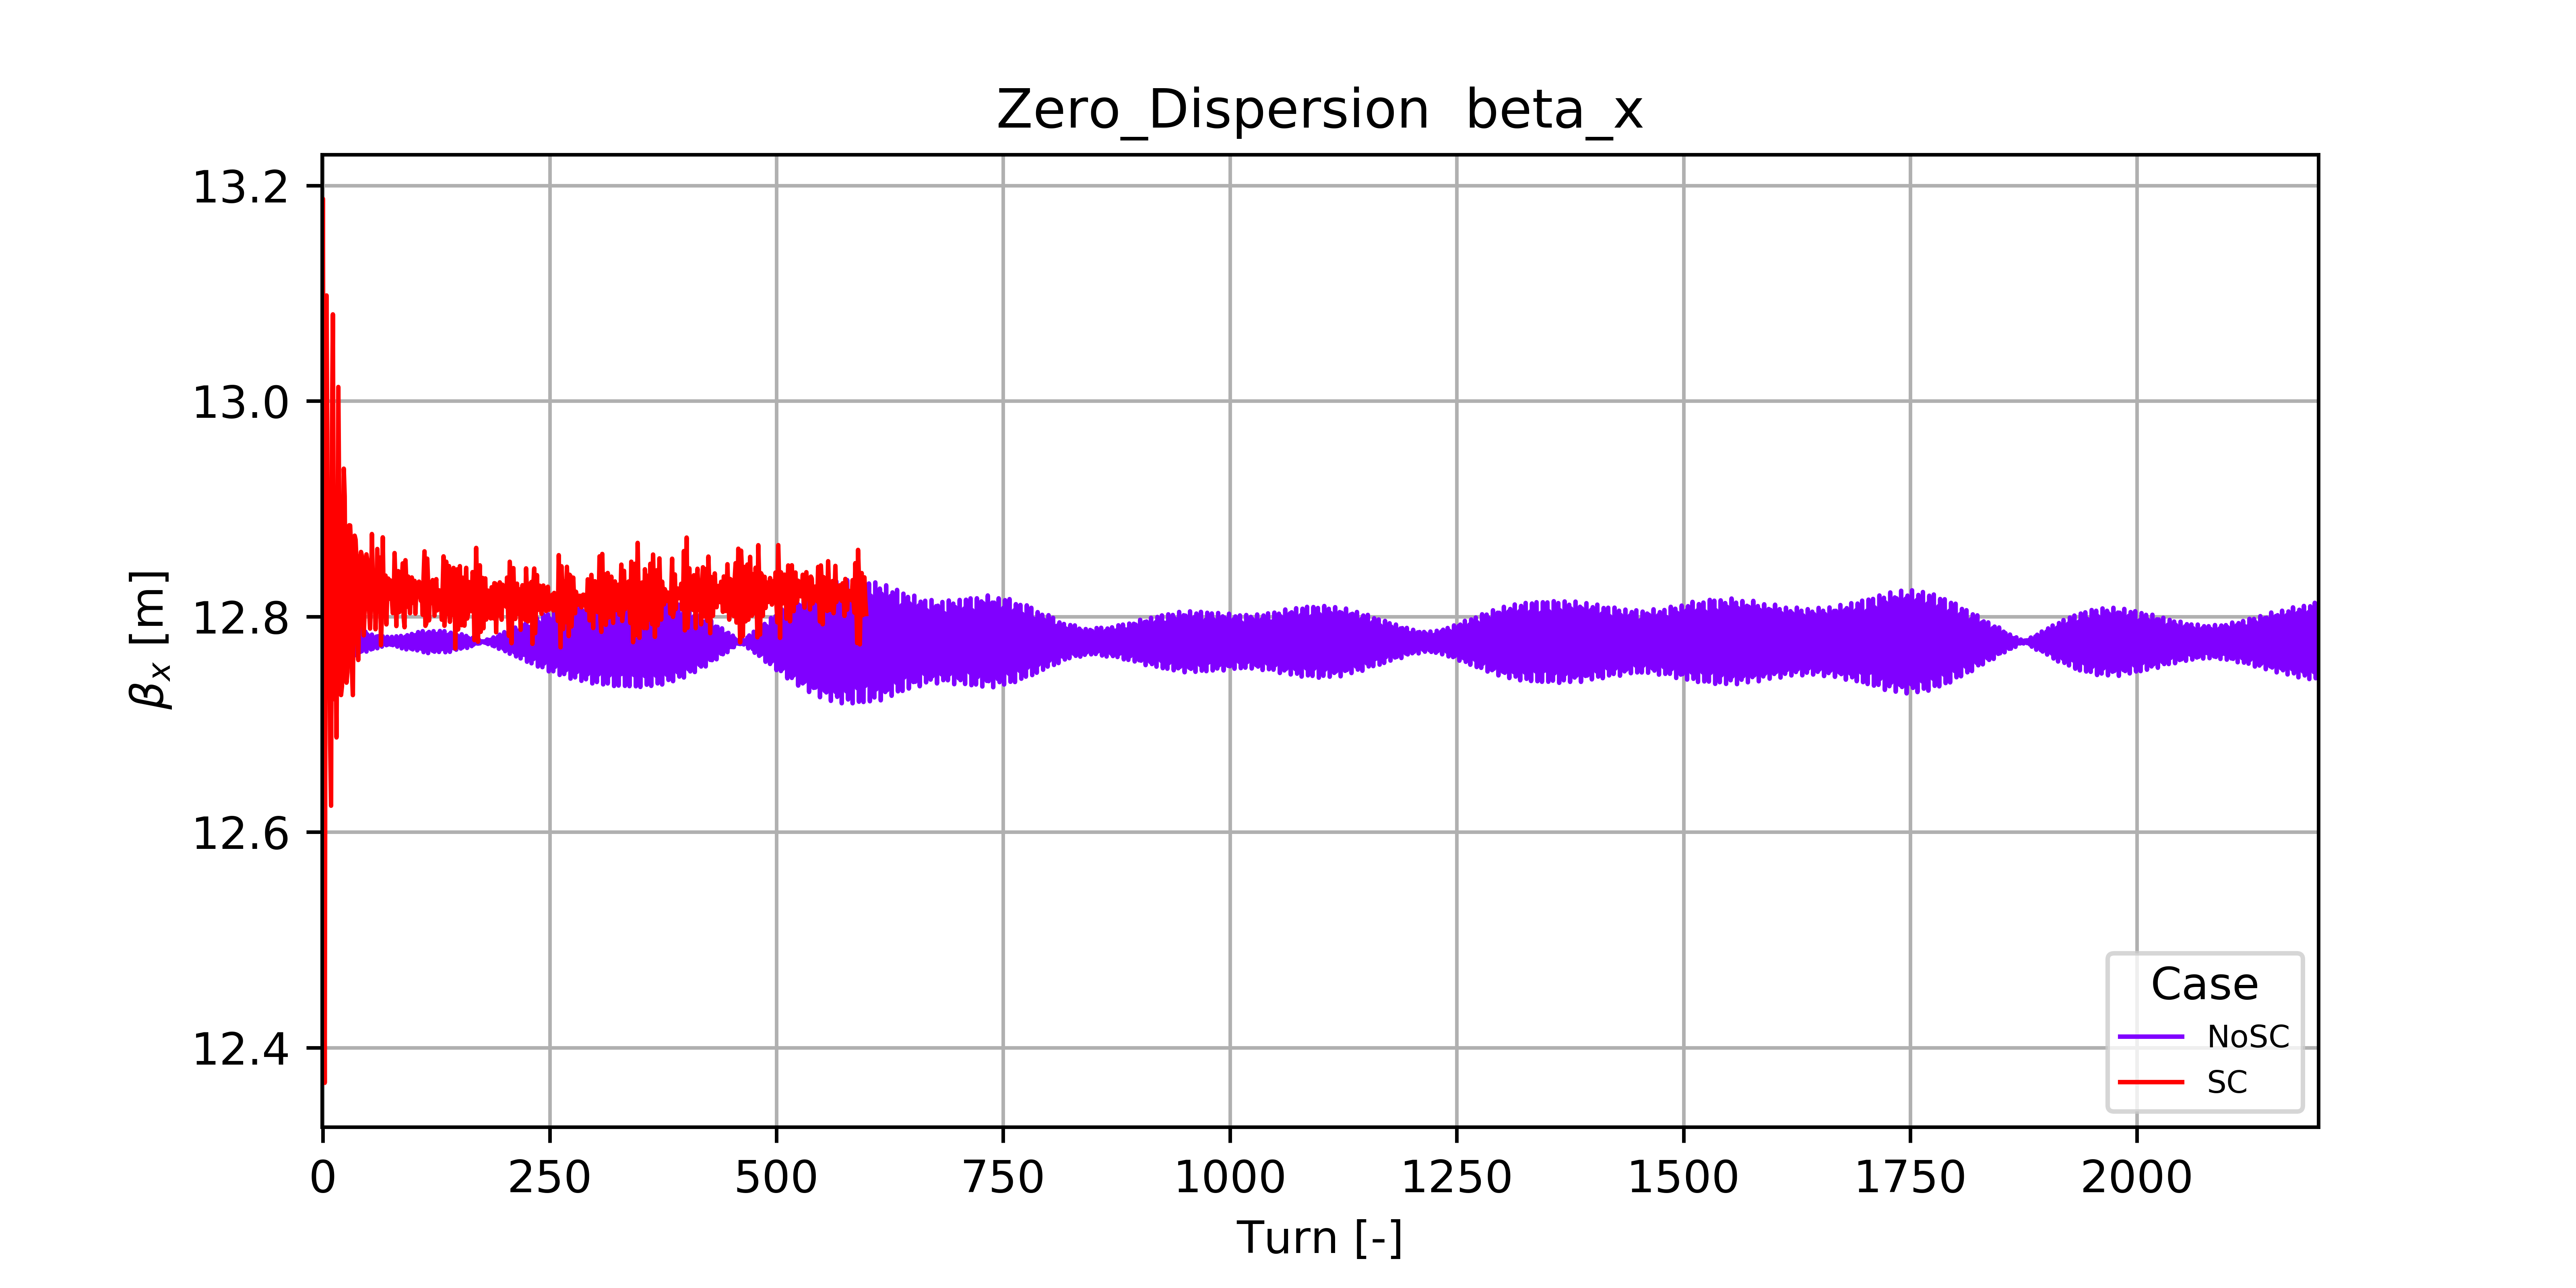 Zero_Dispersion  beta_x
13.2
13.0
12.8
12.6
12.4
βx [m]
0 250 500 750 1000 1250 1500 1750 2000
Turn [-]
Case
NoSC
SC